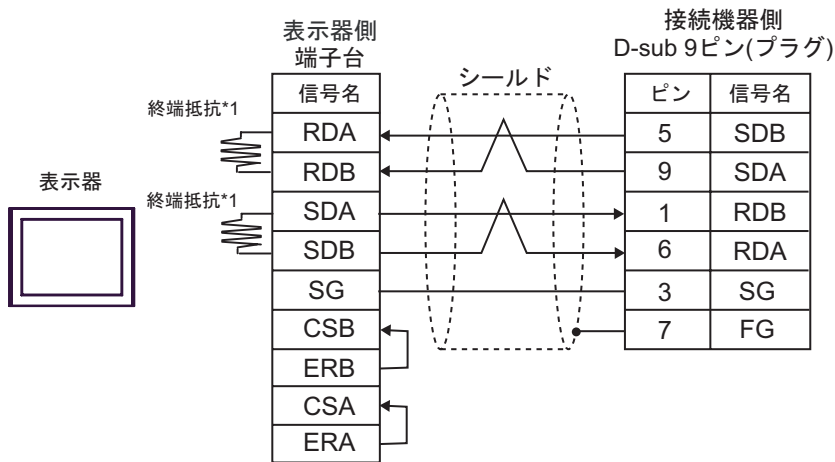 表示器側
端子台
接続機器側
D-sub 9ピン(プラグ)
シールド
信号名
ピン 信号名
終端抵抗*1
RDA 5 SDB
RDB 9 SDA
表示器
終端抵抗*1
SDA 1 RDB
SDB 6 RDA
SG 3 SG
CSB 7 FG
ERB
CSA
ERA